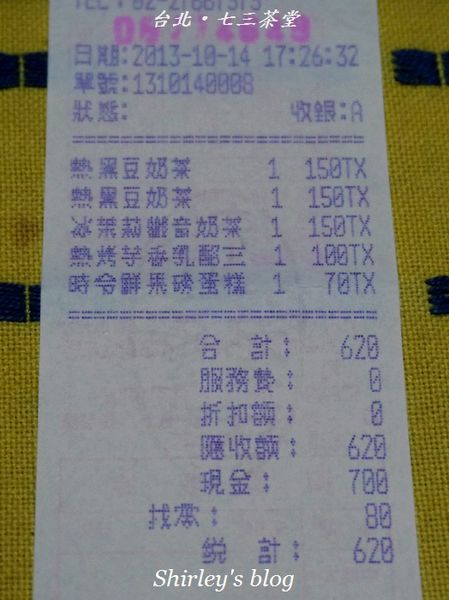 台北·七三茶堂
日期:2013-10-14 17:26:32
單號:1310140008
狀態: 收銀:A
熱黑豆奶茶 1 150TX
熱黑豆奶茶 1 150TX
冰茉莉觀音奶茶 1 150TX
熱烤芋香乳酪三 1 100TX
時令鮮果磅蛋糕 1 70TX
合 計: 620
服務費: 0
折扣額: 0
應收額: 620
現金: 700
找零: 80
總 計: 620
Shirley's blog